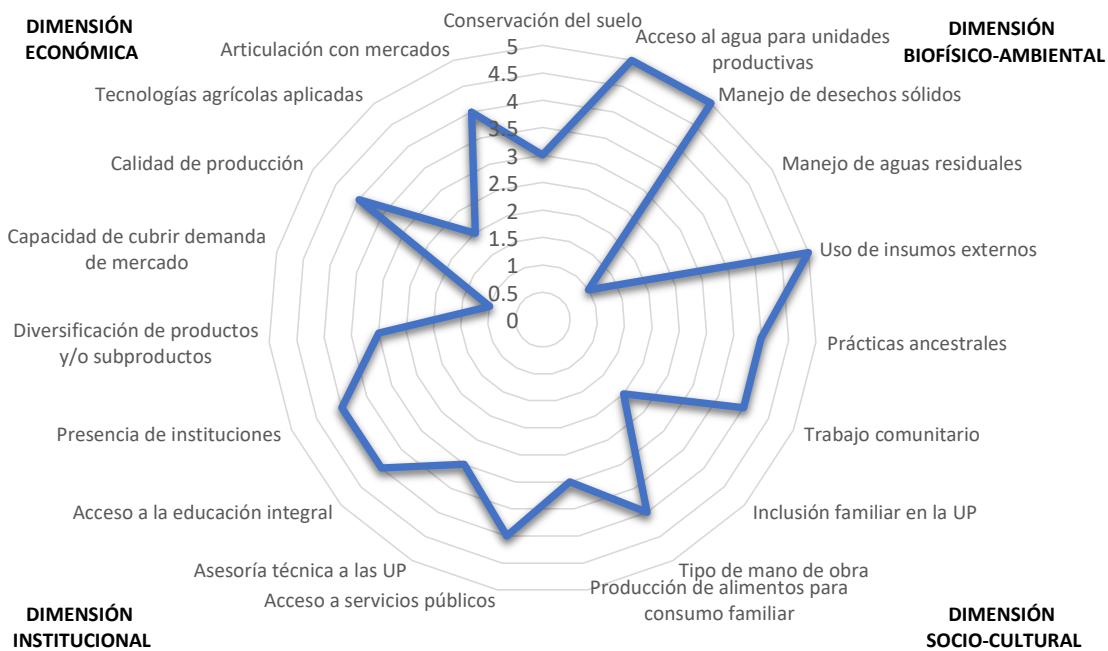 DIMENSIÓN
ECONÓMICA
DIMENSIÓN
BIOFÍSICO-AMBIENTAL
Conservación del suelo
Acceso al agua para unidades
productivas
Manejo de desechos sólidos
Manejo de aguas residuales
Uso de insumos externos
Prácticas ancestrales
Trabajo comunitario
Inclusión familiar en la UP
Tipo de mano de obra
Producción de alimentos para
consumo familiar
Acceso a servicios públicos
Asesoría técnica a las UP
Acceso a la educación integral
Presencia de instituciones
Diversificación de productos
y/o subproductos
Capacidad de cubrir demanda
de mercado
Calidad de producción
Tecnologías agrícolas aplicadas
Articulación con mercados
5
4.5
4
3.5
3
2.5
2
1.5
1
0.5
0
DIMENSIÓN
INSTITUCIONAL
DIMENSIÓN
SOCIO-CULTURAL